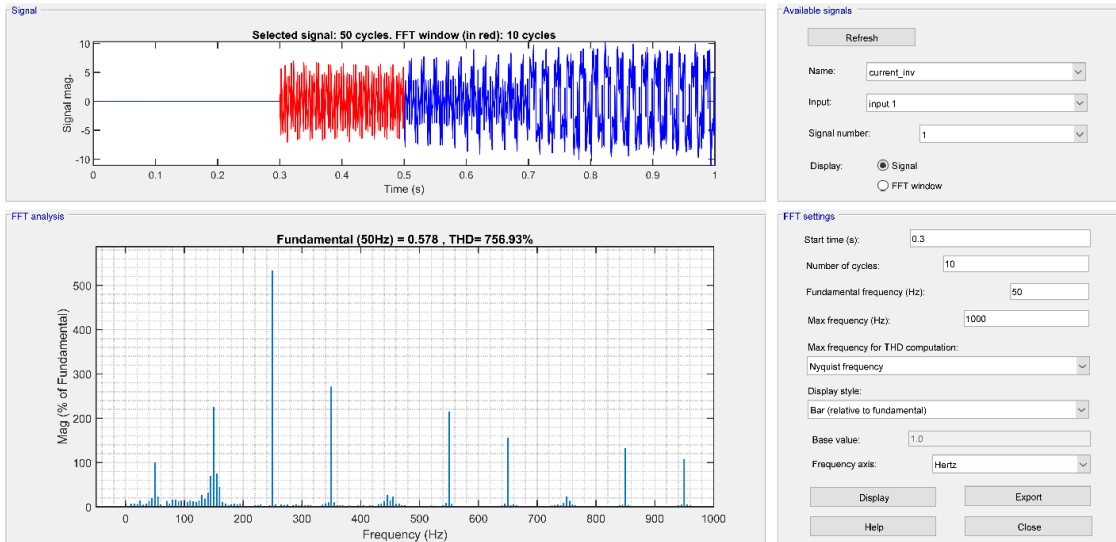 Signal
Selected signal: 50 cycles. FFT window (in red): 10 cycles
10
5
0
-5
-10
Signal mag.
0 0.1 0.2 0.3 0.4 0.5 0.6 0.7 0.8 0.9 1
Time (s)
FFT analysis
Fundamental (50Hz) = 0.578 , THD= 756.93%
500
400
300
200
100
0
Mag (% of Fundamental)
0 100 200 300 400 500 600 700 800 900 1000
Frequency (Hz)
Available signals
Refresh
Name: current_inv
Input: input 1
Signal number: 1
Display: Signal
FFT window
FFT settings
Start time (s): 0.3
Number of cycles: 10
Fundamental frequency (Hz): 50
Max frequency (Hz): 1000
Max frequency for THD computation:
Nyquist frequency
Display style:
Bar (relative to fundamental)
Base value: 1.0
Frequency axis: Hertz
Display Export
Help Close